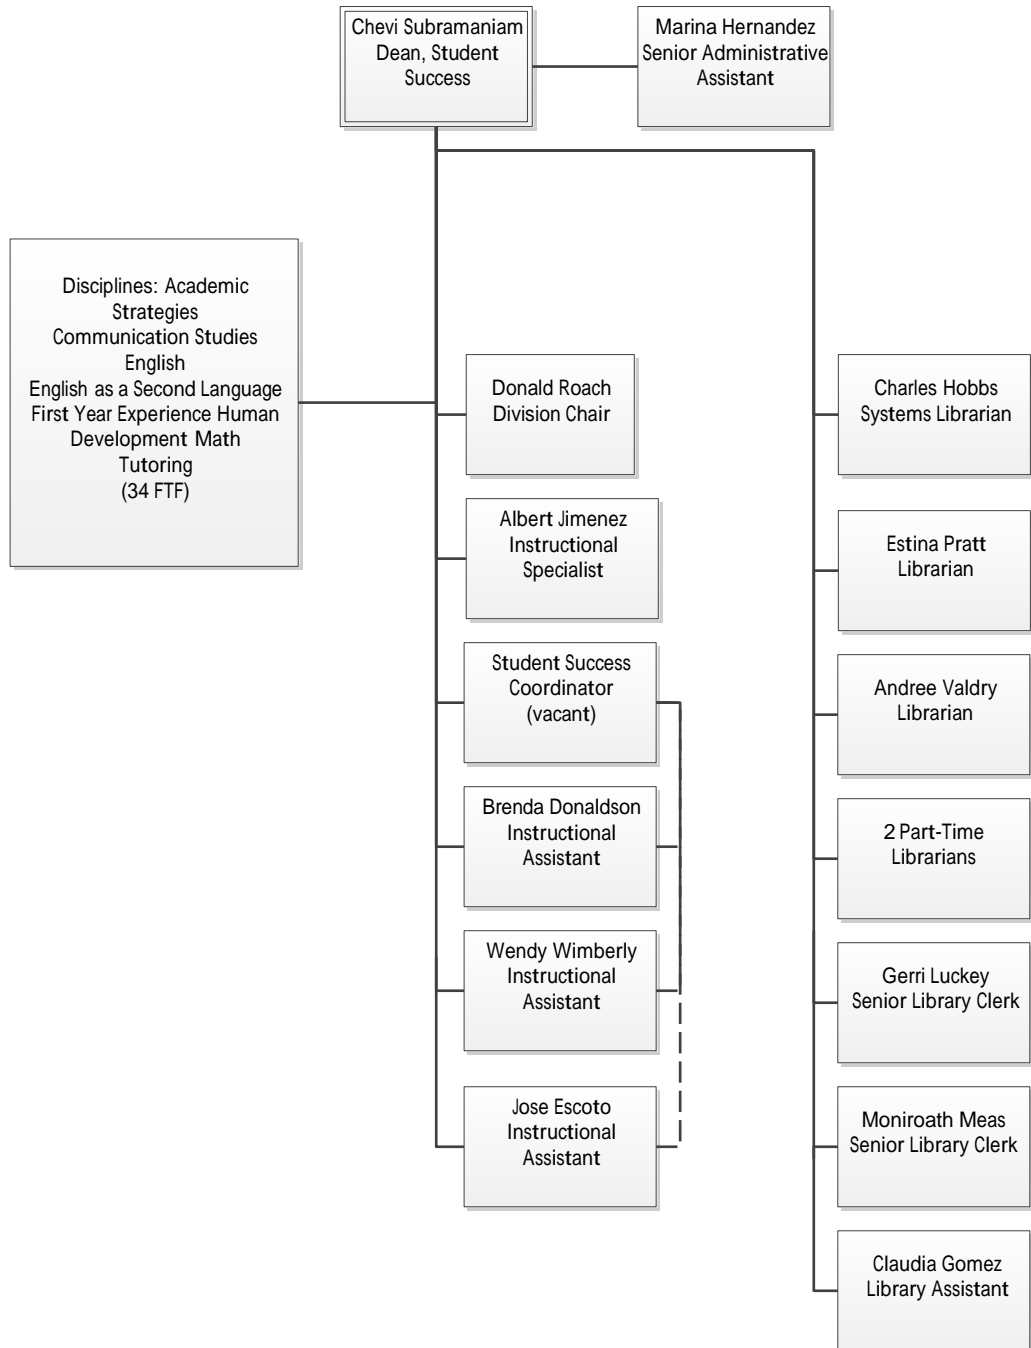 Chevi Subramaniam
Dean, Student
Success
Marina Hernandez
Senior Administrative
Assistant
Disciplines: Academic
Strategies
Communication Studies
English
English as a Second Language
First Year Experience Human
Development Math
Tutoring
(34 FTF)
Donald Roach
Division Chair
Albert Jimenez
Instructional
Specialist
Student Success
Coordinator
(vacant)
Brenda Donaldson
Instructional
Assistant
Wendy Wimberly
Instructional
Assistant
Jose Escoto
Instructional
Assistant
Charles Hobbs
Systems Librarian
Estina Pratt
Librarian
Andree Valdry
Librarian
2 Part-Time
Librarians
Gerri Luckey
Senior Library Clerk
Moniroath Meas
Senior Library Clerk
Claudia Gomez
Library Assistant